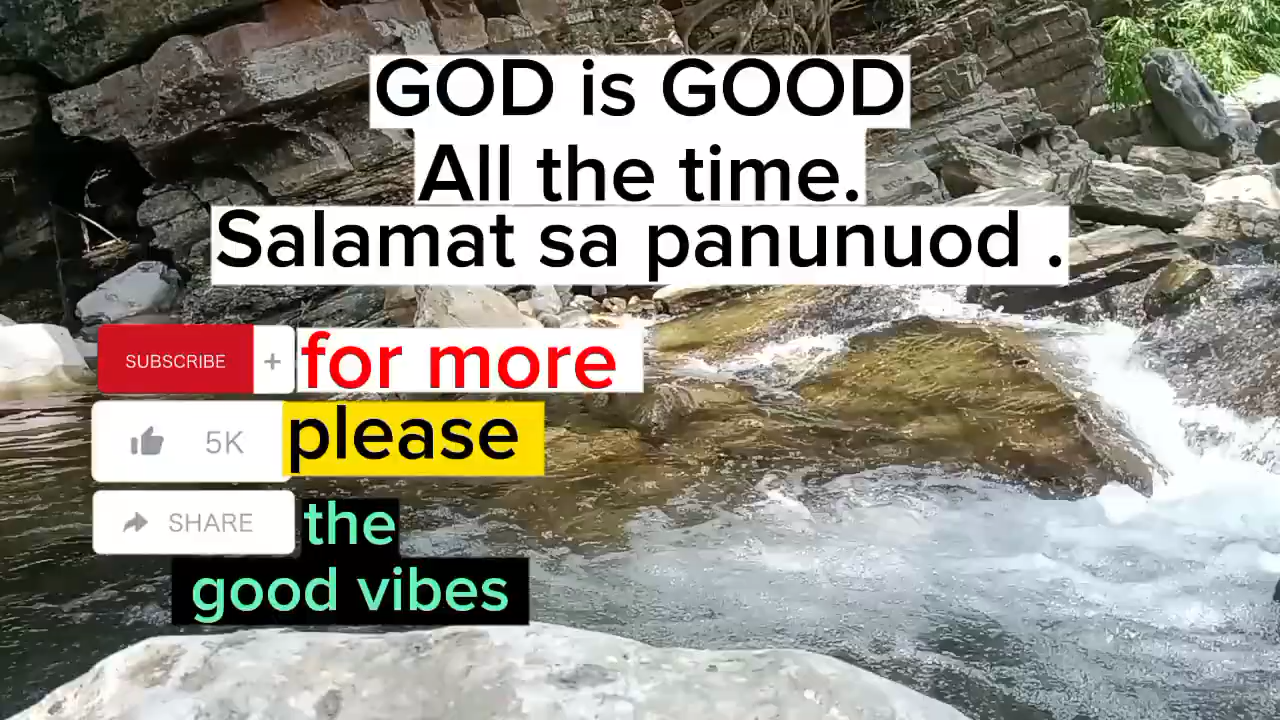 GOD is GOOD
All the time.
Salamat sa panunuod .
SUBSCRIBE + for more
5K please
SHARE the
good vibes